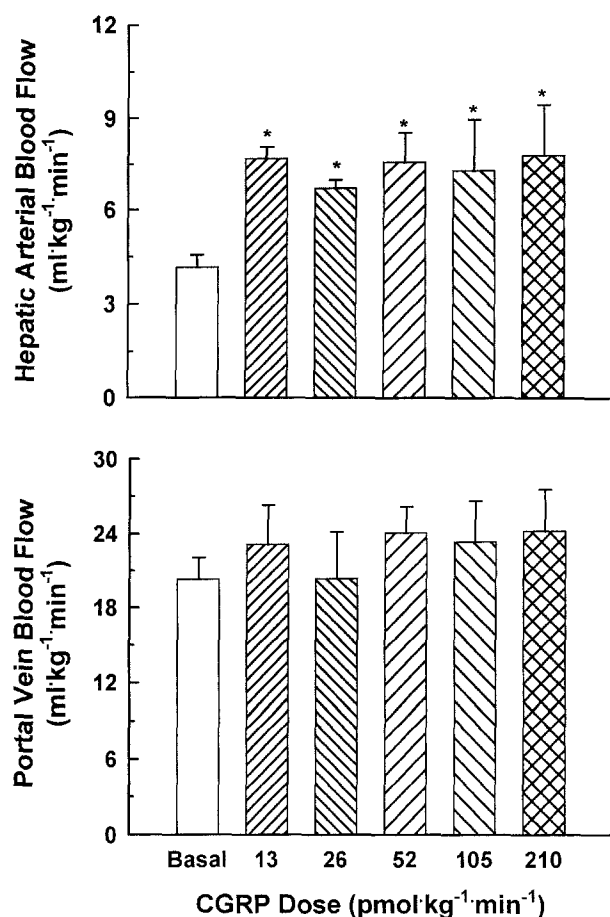 Hepatic Arterial Blood Flow
(ml·kg⁻¹·min⁻¹)
12
9
6
3
0
* * * * *
Portal Vein Blood Flow
(ml·kg⁻¹·min⁻¹)
30
24
18
12
6
0
Basal 13 26 52 105 210
CGRP Dose (pmol·kg⁻¹·min⁻¹)